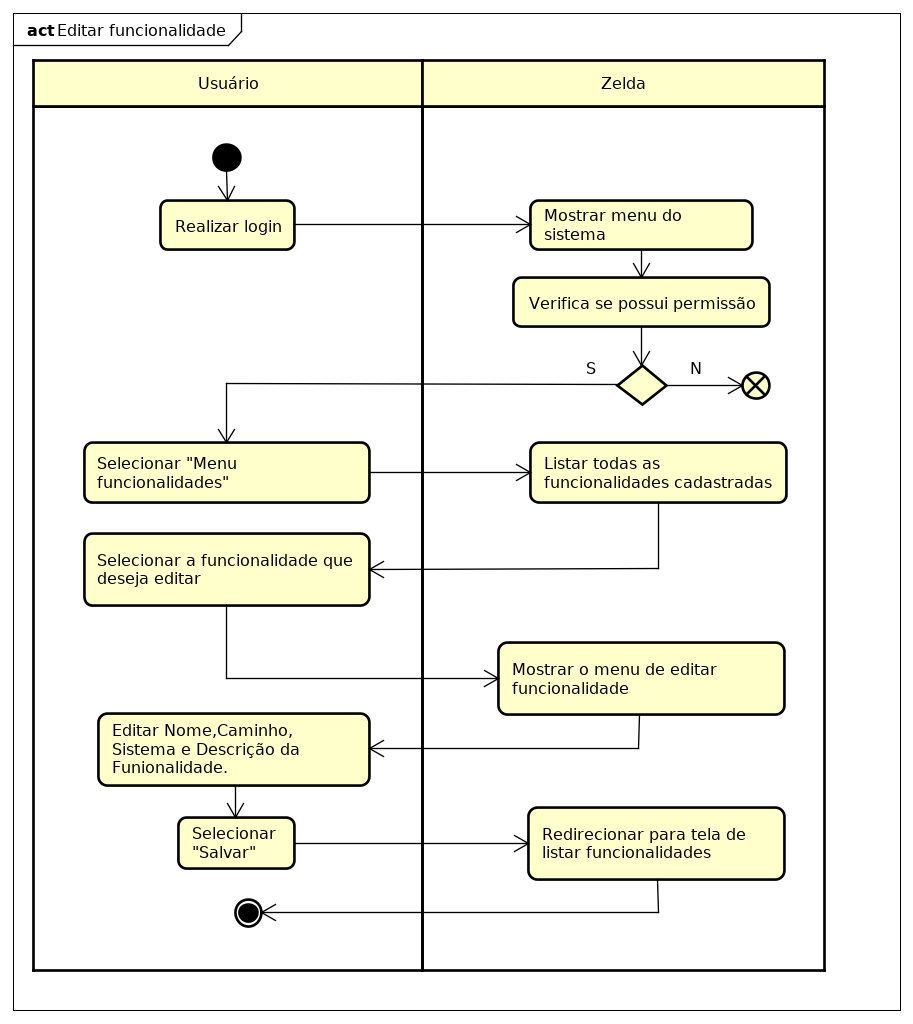 act Editar funcionalidade
Usuário
Zelda
Realizar login
Mostrar menu do
sistema
Verifica se possui permissão
S
N
Selecionar "Menu
funcionalidades"
Listar todas as
funcionalidades cadastradas
Selecionar a funcionalidade que
deseja editar
Mostrar o menu de editar
funcionalidade
Editar Nome,Caminho,
Sistema e Descrição da
Funionalidade.
Selecionar
"Salvar"
Redirecionar para tela de
listar funcionalidades